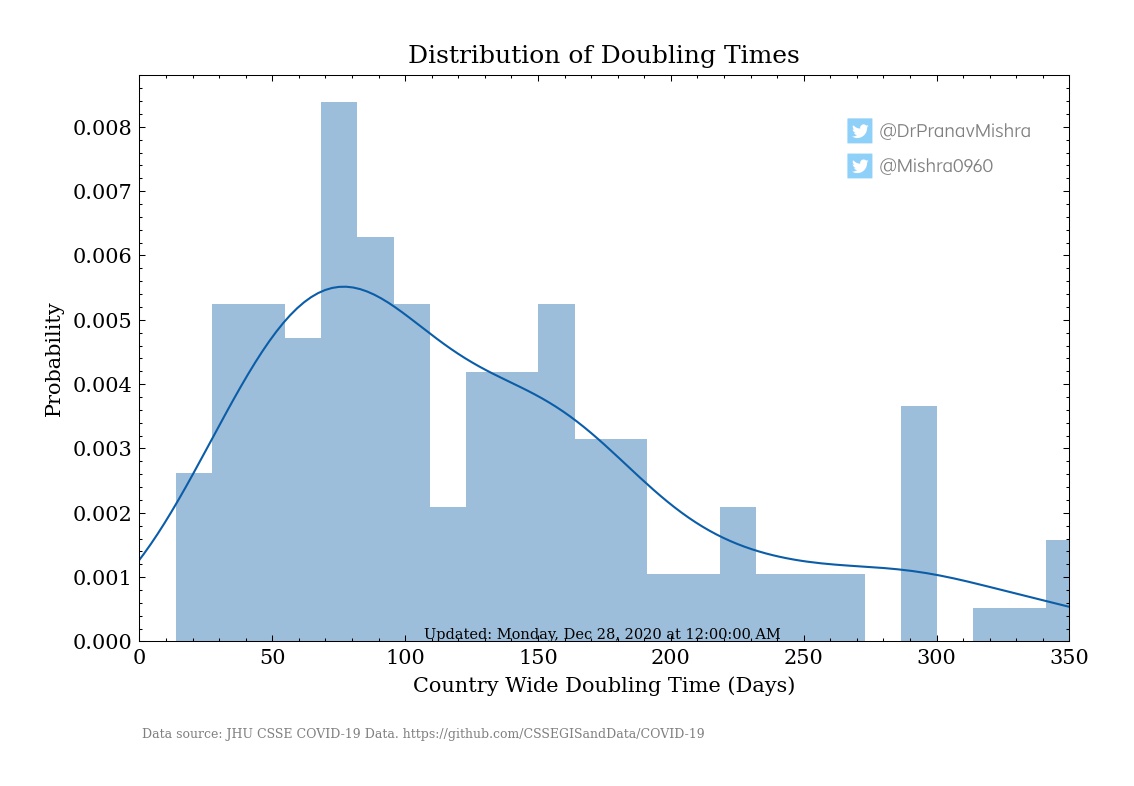 Distribution of Doubling Times
@DrPranavMishra
@Mishra0960
0.008
0.007
0.006
0.005
0.004
0.003
0.002
0.001
0.000
Probability
Updated: Monday, Dec 28, 2020 at 12:00:00 AM
0 50 100 150 200 250 300 350
Country Wide Doubling Time (Days)
Data source: JHU CSSE COVID-19 Data. https://github.com/CSSEGISandData/COVID-19